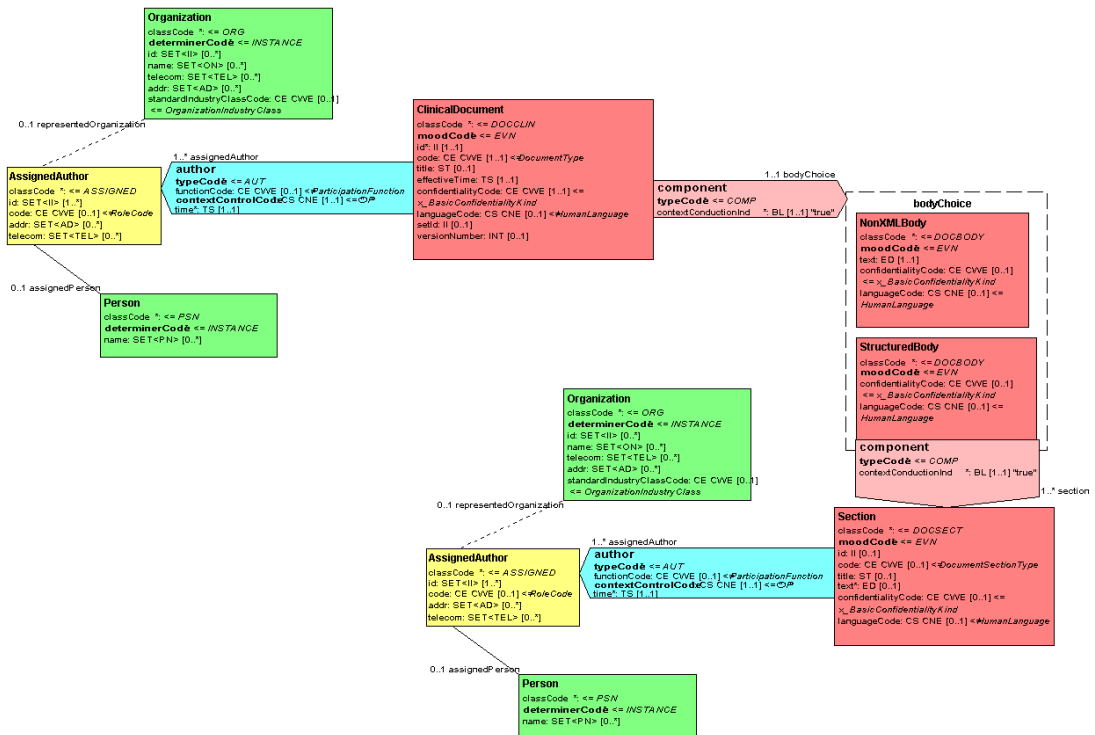 Organization
classCode *: <= ORG
determinerCode*: <= INSTANCE
id: SET<II> [0..*]
name: SET<ON> [0..*]
telecom: SET<TEL> [0..*]
addr: SET<AD> [0..*]
standardIndustryClassCode: CE CWE [0..1]
<= OrganizationIndustryClass
0..1 representedOrganization
AssignedAuthor
classCode *: <= ASSIGNED
id: SET<II> [1..*]
code: CE CWE [0..1] <= RoleCode
addr: SET<AD> [0..*]
telecom: SET<TEL> [0..*]
0..1 assignedPerson
Person
classCode *: <= PSN
determinerCode*: <= INSTANCE
name: SET<PN> [0..*]
1..* assignedAuthor
author
typeCode*: <= AUT
functionCode: CE CWE [0..1] <= ParticipationFunction
contextControlCode*: CS CNE [1..1] <= OP
time*: TS [1..1]
ClinicalDocument
classCode *: <= DOCCLIN
moodCode*: <= EVN
id*: II [1..1]
code: CE CWE [1..1] <= DocumentType
title: ST [0..1]
effectiveTime: TS [1..1]
confidentialityCode: CE CWE [1..1] <=
x_BasicConfidentialityKind
languageCode: CS CNE [0..1] <= HumanLanguage
setId: II [0..1]
versionNumber: INT [0..1]
1..1 bodyChoice
component
typeCode*: <= COMP
contextConductionInd *: BL [1..1] "true"
bodyChoice
NonXMLBody
classCode *: <= DOCBODY
moodCode*: <= EVN
text: ED [1..1]
confidentialityCode: CE CWE [0..1]
<= x_BasicConfidentialityKind
languageCode: CS CNE [0..1] <=
HumanLanguage
StructuredBody
classCode *: <= DOCBODY
moodCode*: <= EVN
confidentialityCode: CE CWE [0..1]
<= x_BasicConfidentialityKind
languageCode: CS CNE [0..1] <=
HumanLanguage
component
typeCode*: <= COMP
contextConductionInd *: BL [1..1] "true"
1..* section
Section
classCode *: <= DOCSECT
moodCode*: <= EVN
id: II [0..1]
code: CE CWE [0..1] <= DocumentSectionType
title: ST [0..1]
text*: ED [0..1]
confidentialityCode: CE CWE [0..1] <=
x_BasicConfidentialityKind
languageCode: CS CNE [0..1] <= HumanLanguage
Organization
classCode *: <= ORG
determinerCode*: <= INSTANCE
id: SET<II> [0..*]
name: SET<ON> [0..*]
telecom: SET<TEL> [0..*]
addr: SET<AD> [0..*]
standardIndustryClassCode: CE CWE [0..1]
<= OrganizationIndustryClass
0..1 representedOrganization
AssignedAuthor
classCode *: <= ASSIGNED
id: SET<II> [1..*]
code: CE CWE [0..1] <= RoleCode
addr: SET<AD> [0..*]
telecom: SET<TEL> [0..*]
1..* assignedAuthor
author
typeCode*: <= AUT
functionCode: CE CWE [0..1] <= ParticipationFunction
contextControlCode*: CS CNE [1..1] <= OP
time*: TS [1..1]
0..1 assignedPerson
Person
classCode *: <= PSN
determinerCode*: <= INSTANCE
name: SET<PN> [0..*]